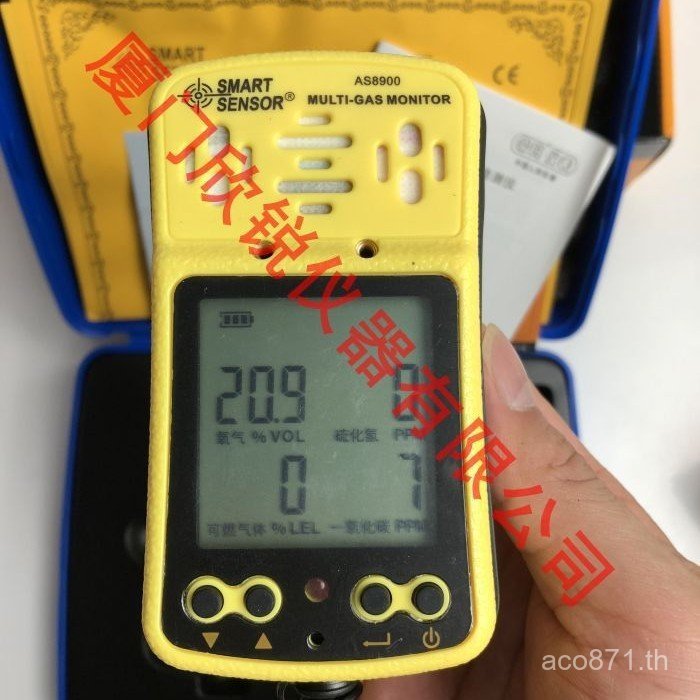 SMART
SENSOR®
AS8900
MULTI-GAS MONITOR
厦门欣锐仪器有限公司
20.9
氧气 %VOL
硫化氢 PPM
0
7
可燃气体 %LEL
一氧化碳 PPM
aco871.th